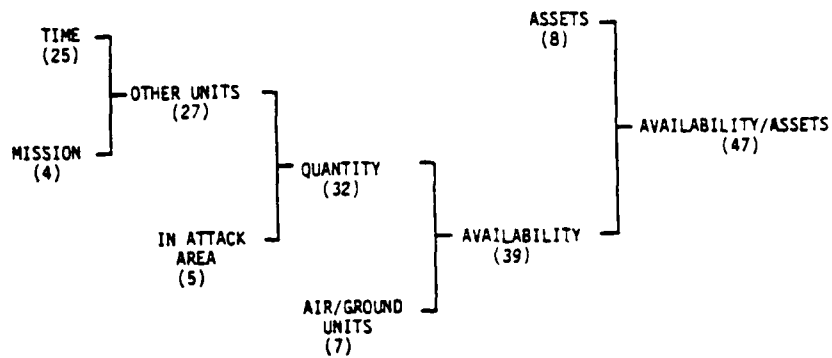 ASSETS
(8)
TIME
(25)
OTHER UNITS
(27)
AVAILABILITY/ASSETS
(47)
MISSION
(4)
QUANTITY
(32)
IN ATTACK
AREA
(5)
AVAILABILITY
(39)
AIR/GROUND
UNITS
(7)